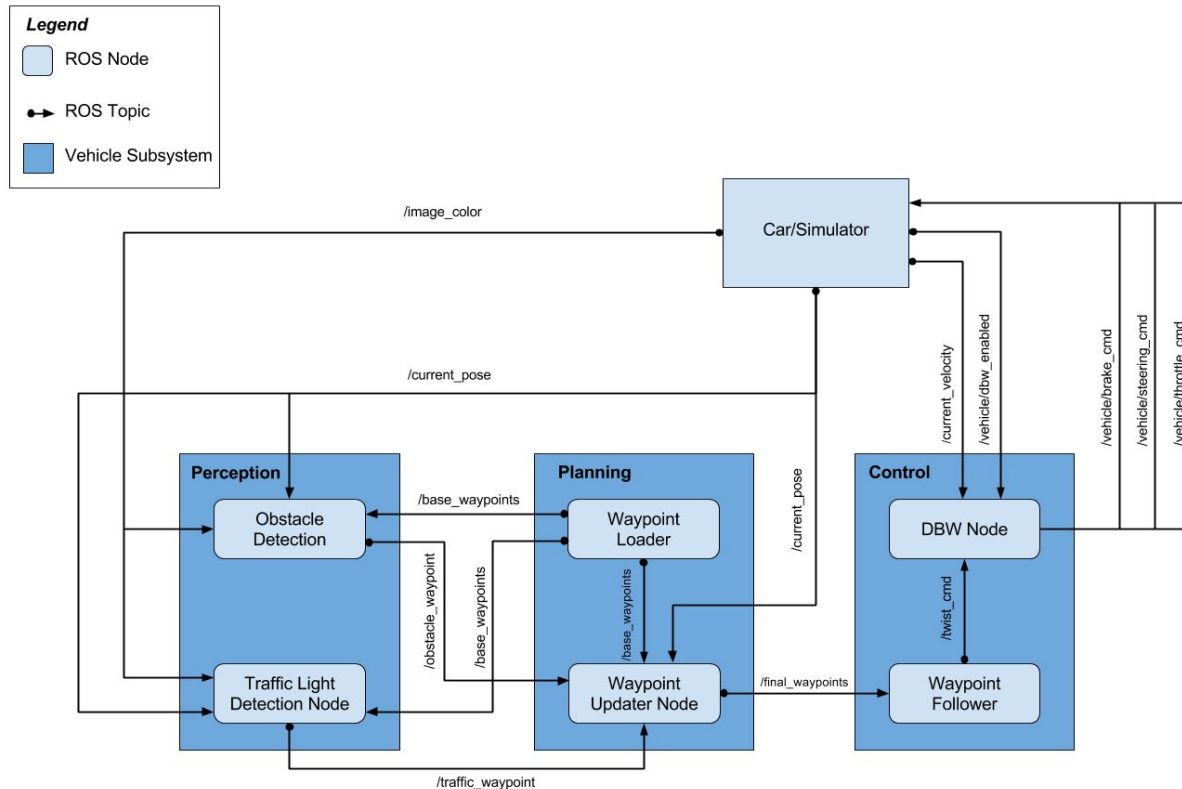 Legend
ROS Node
ROS Topic
Vehicle Subsystem
/image_color
Car/Simulator
/current_pose
/current_velocity
/vehicle/dbw_enabled
/vehicle/brake_cmd
/vehicle/steering_cmd
/vehicle/throttle_cmd
Perception
Planning
Control
Obstacle
Detection
/base_waypoints
Waypoint
Loader
/current_pose
DBW Node
/obstacle_waypoint
/base_waypoints
/base_waypoints
/twist_cmd
Traffic Light
Detection Node
Waypoint
Updater Node
/final_waypoints
Waypoint
Follower
/traffic_waypoint